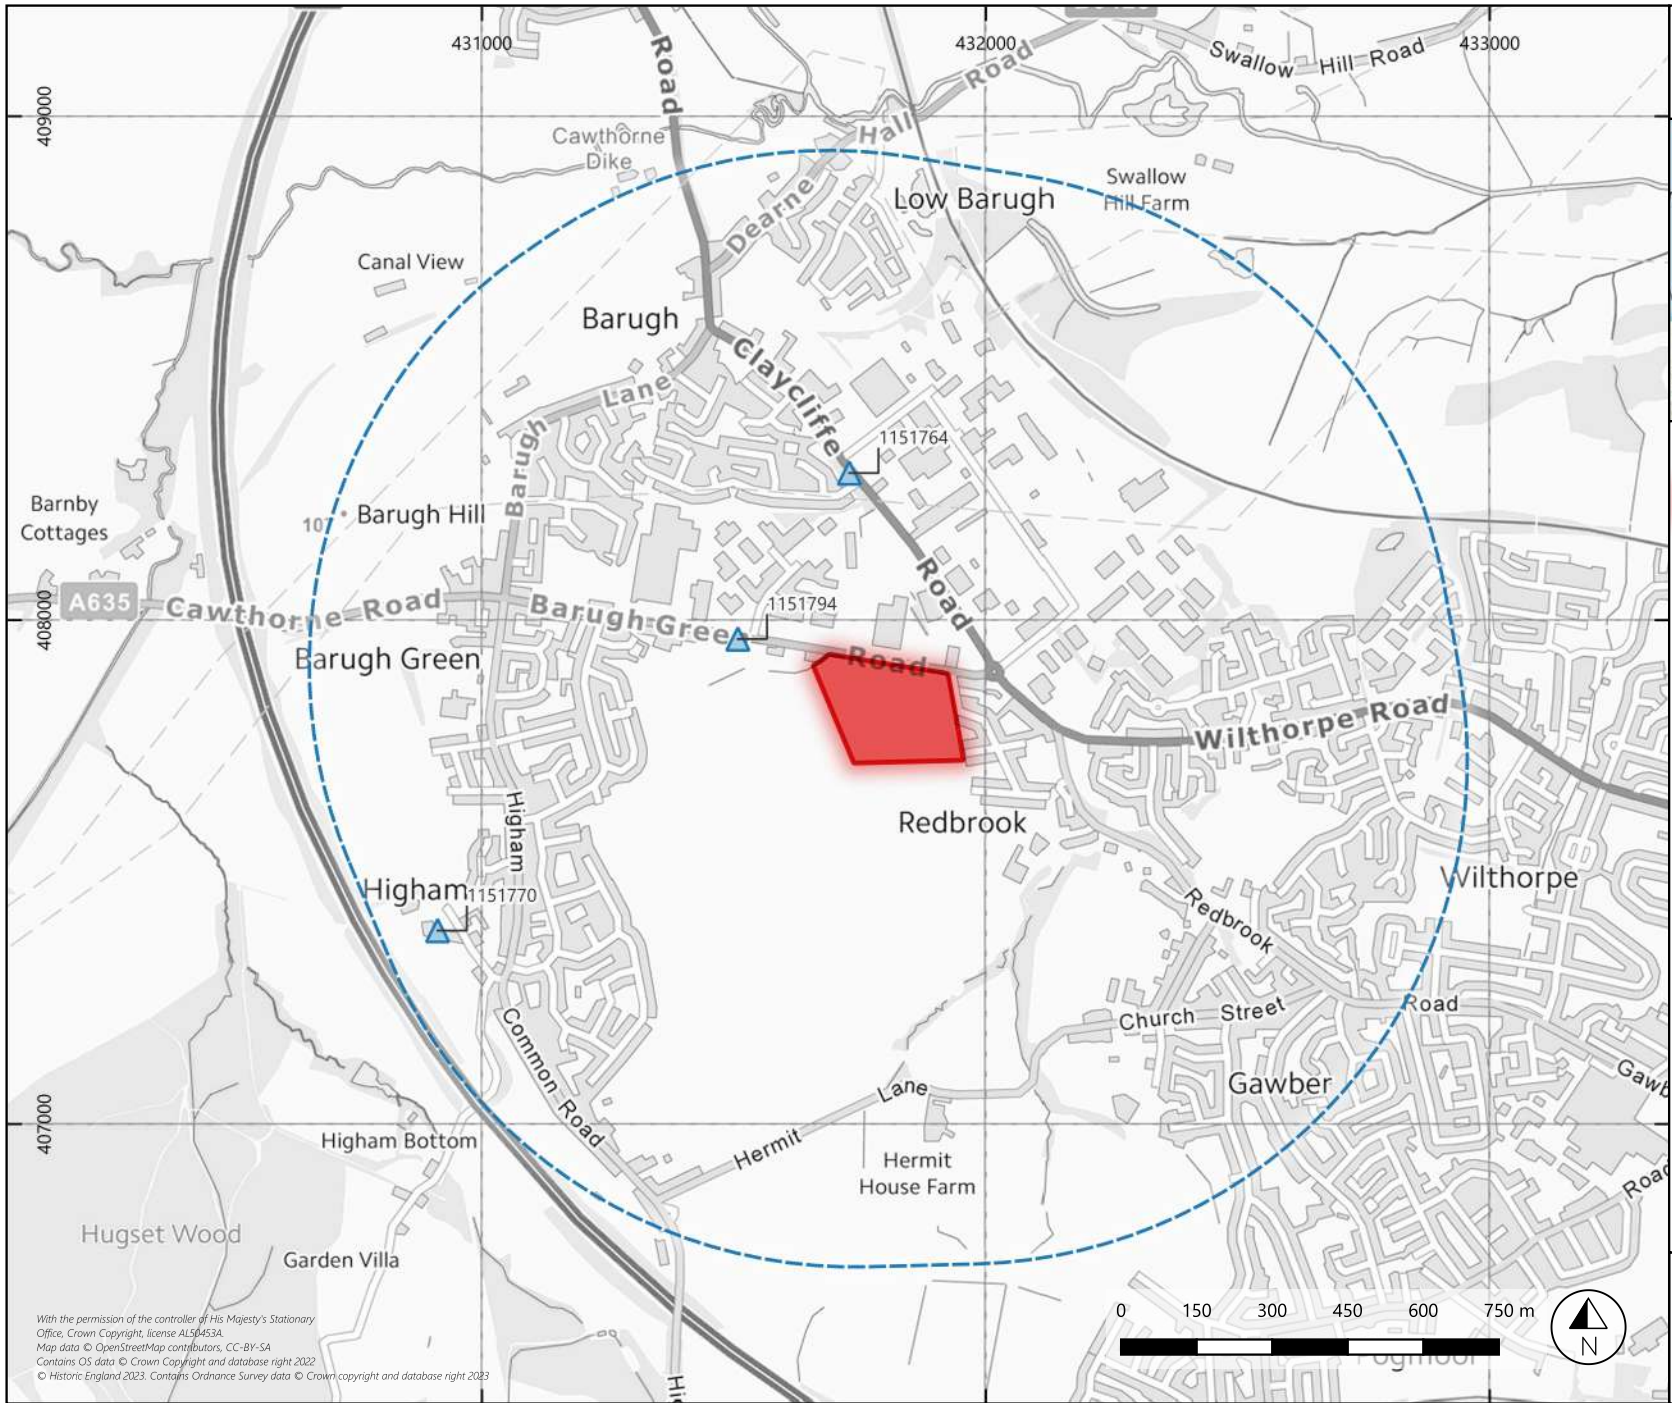 431000
432000
433000
409000
408000
407000
Road
Swallow Hill Road
Road
Hall
Dearne
Cawthorne
Dike
Low Barugh
Swallow
Hill Farm
Canal View
Barugh
Claycliffe
Lane
Barugh
1151764
Barnby
Cottages
107
Barugh Hill
Road
A635
Cawthorne Road
Barugh Gree
1151794
Road
Barugh Green
Wilthorpe Road
Redbrook
Higham
Higham
1151770
Wilthorpe
Redbrook
Road
Church Street
Common Road
Gawber
Gawb
Lane
Hermit
Higham Bottom
Hermit
House Farm
Road
Hugset Wood
Garden Villa
With the permission of the controller of His Majesty's Stationary
Office, Crown Copyright, license AL50453A.
Map data © OpenStreetMap contributors, CC-BY-SA
Contains OS data © Crown Copyright and database right 2022
© Historic England 2023. Contains Ordnance Survey data © Crown copyright and database right 2023
0 150 300 450 600 750 m
N
Hig